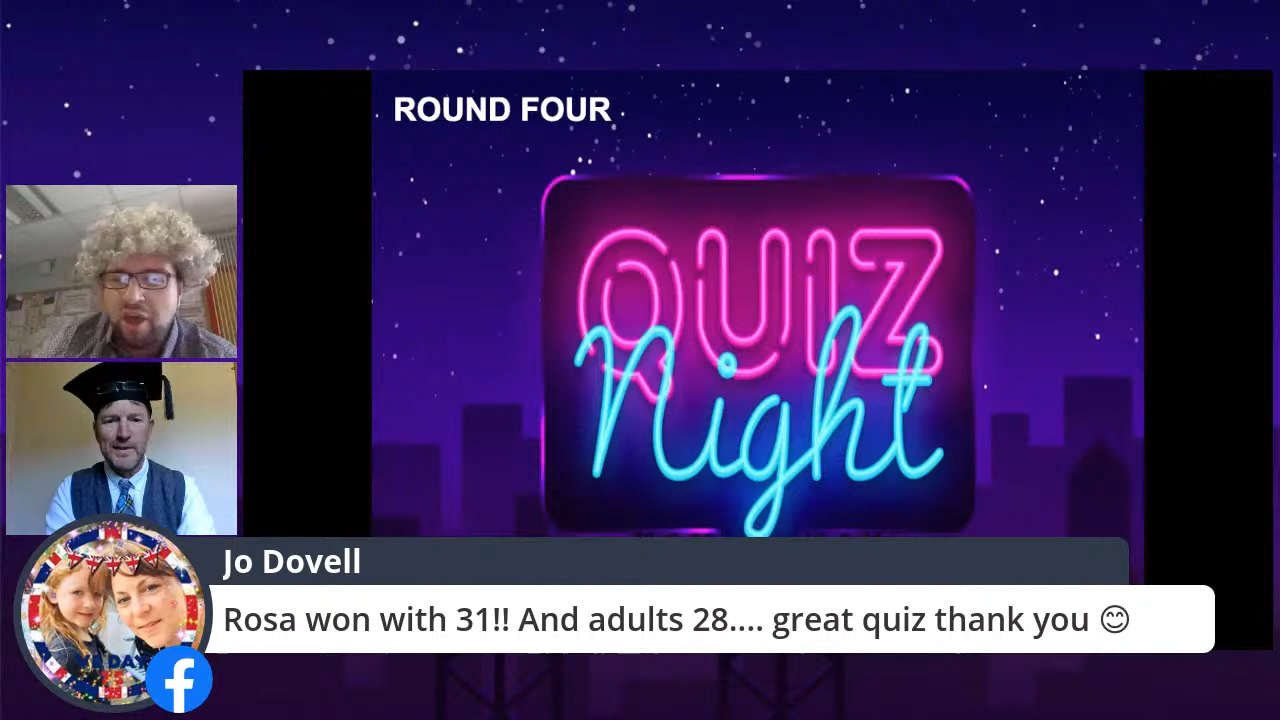 ROUND FOUR
QUIZ
Night
Jo Dovell
Rosa won with 31!! And adults 28.... great quiz thank you 😊